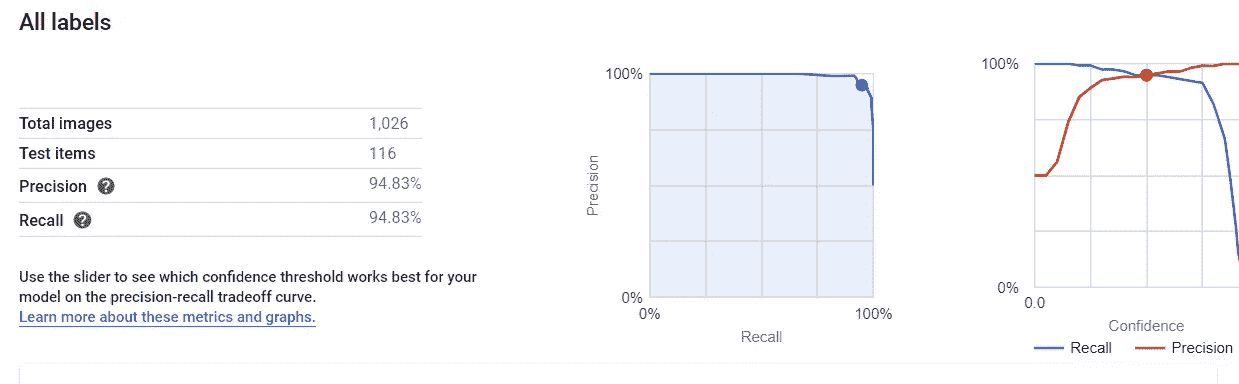 All labels
Total images 1,026
Test items 116
Precision ? 94.83%
Recall ? 94.83%
Use the slider to see which confidence threshold works best for your
model on the precision-recall tradeoff curve.
Learn more about these metrics and graphs.
100%
Precision
0%
0% 100%
Recall
100%
0%
0.0
Confidence
Recall Precision